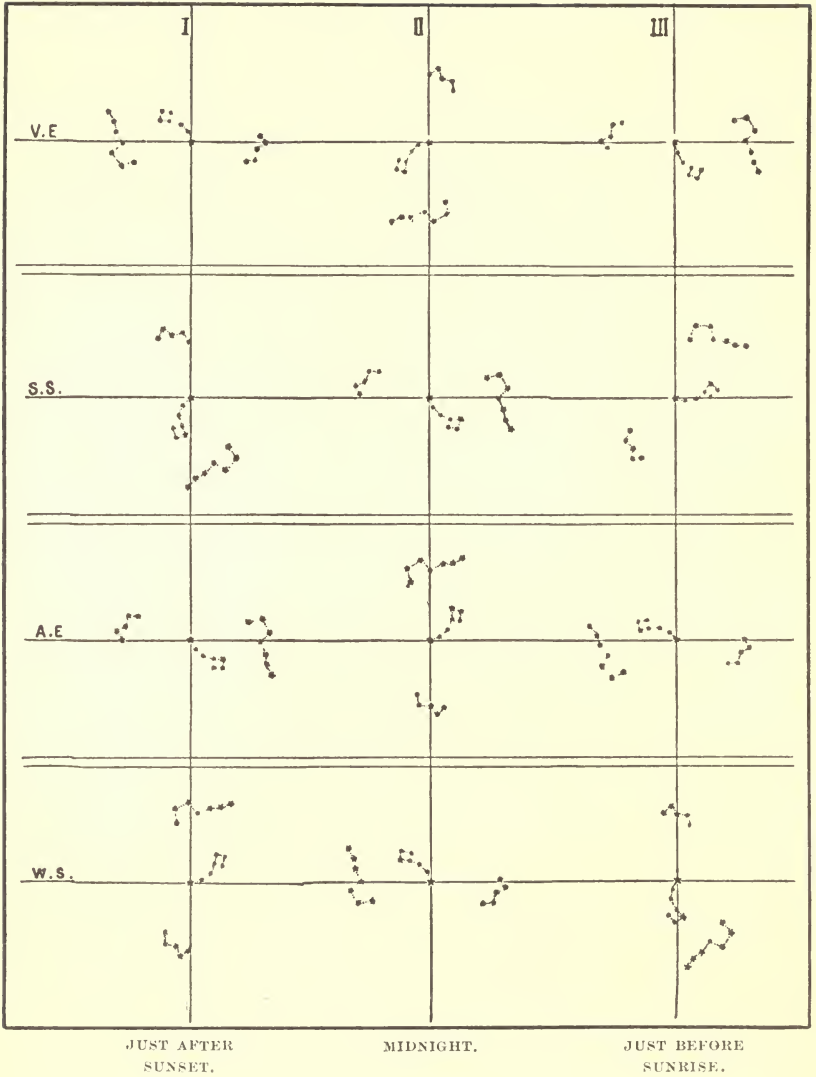 I II III
V.E
S.S.
A.E
W.S.
JUST AFTER
SUNSET.
MIDNIGHT.
JUST BEFORE
SUNRISE.